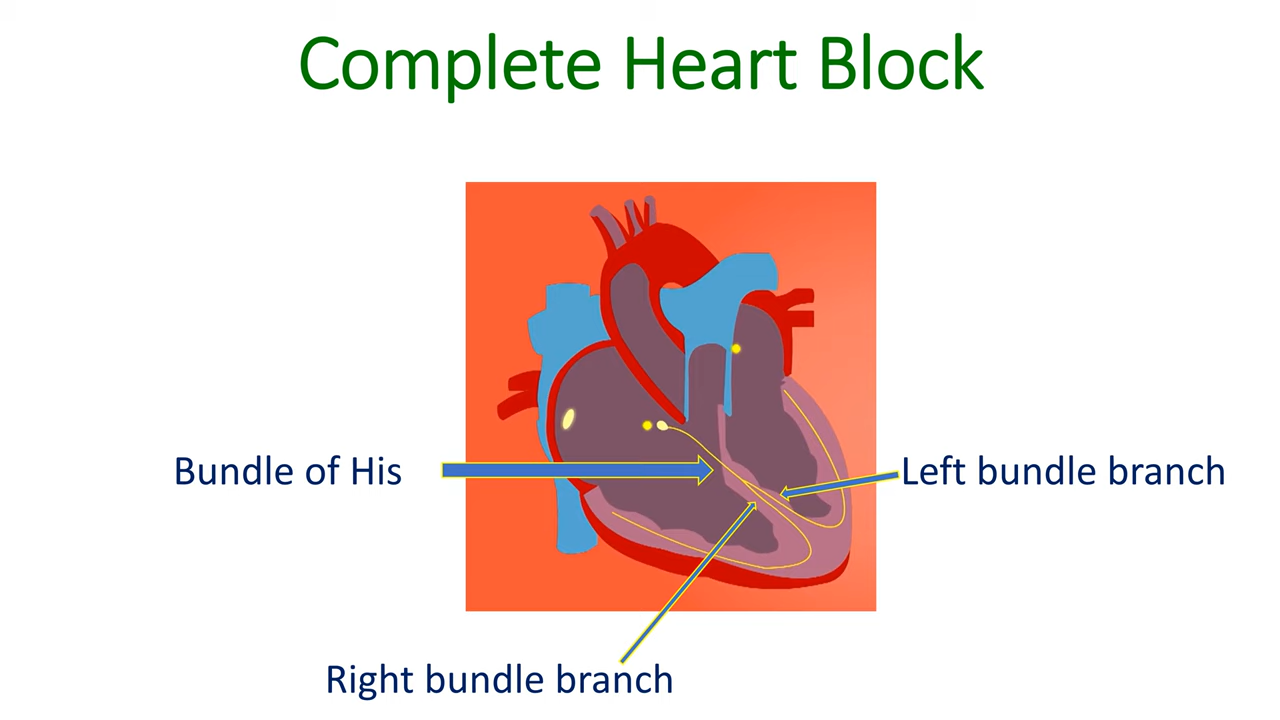 Complete Heart Block
Bundle of His
Left bundle branch
Right bundle branch